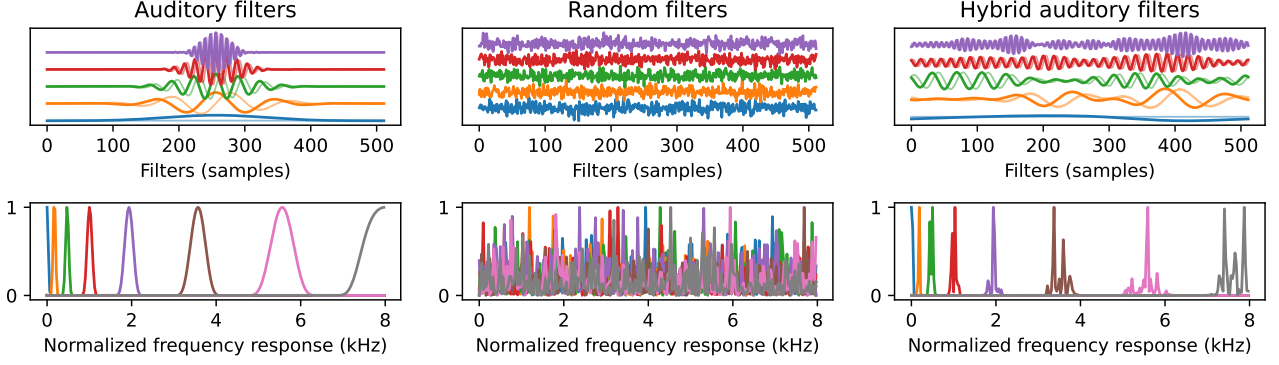 Auditory filters
Random filters
Hybrid auditory filters
0 100 200 300 400 500
0 100 200 300 400 500
0 100 200 300 400 500
Filters (samples)
Filters (samples)
Filters (samples)
1
0
1
0
1
0
0 2 4 6 8
0 2 4 6 8
0 2 4 6 8
Normalized frequency response (kHz)
Normalized frequency response (kHz)
Normalized frequency response (kHz)